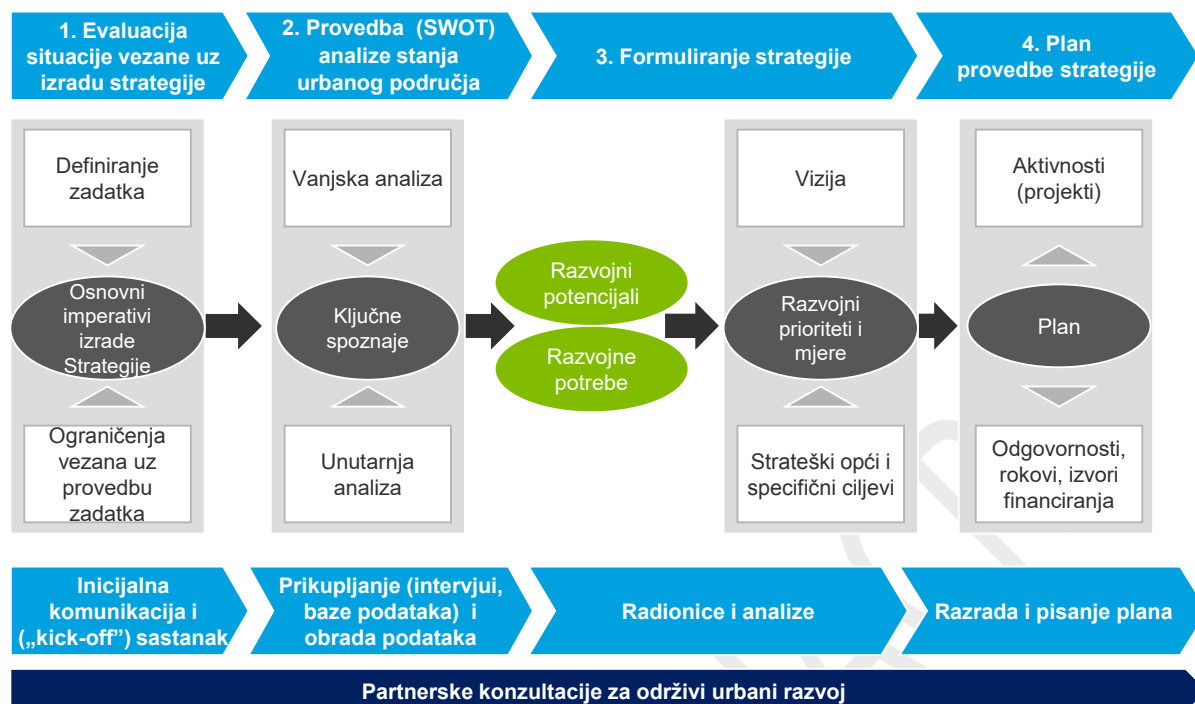 1. Evaluacija
situacije vezane uz
izradu strategije
2. Provedba (SWOT)
analize stanja
urbanog područja
3. Formuliranje strategije
4. Plan
provedbe strategije
Definiranje
zadatka
Osnovni
imperativi
izrade
Strategije
Ograničenja
vezana uz
provedbu
zadatka
Vanjska analiza
Ključne
spoznaje
Unutarnja
analiza
Razvojni
potencijali
Razvojne
potrebe
Vizija
Razvojni
prioriteti i
mjere
Strateški opći i
specifični ciljevi
Aktivnosti
(projekti)
Plan
Odgovornosti,
rokovi, izvori
financiranja
Inicijalna
komunikacija i
(„kick-off”) sastanak
Prikupljanje (intervjui,
baze podataka) i
obrada podataka
Radionice i analize
Razrada i pisanje plana
Partnerske konzultacije za održivi urbani razvoj